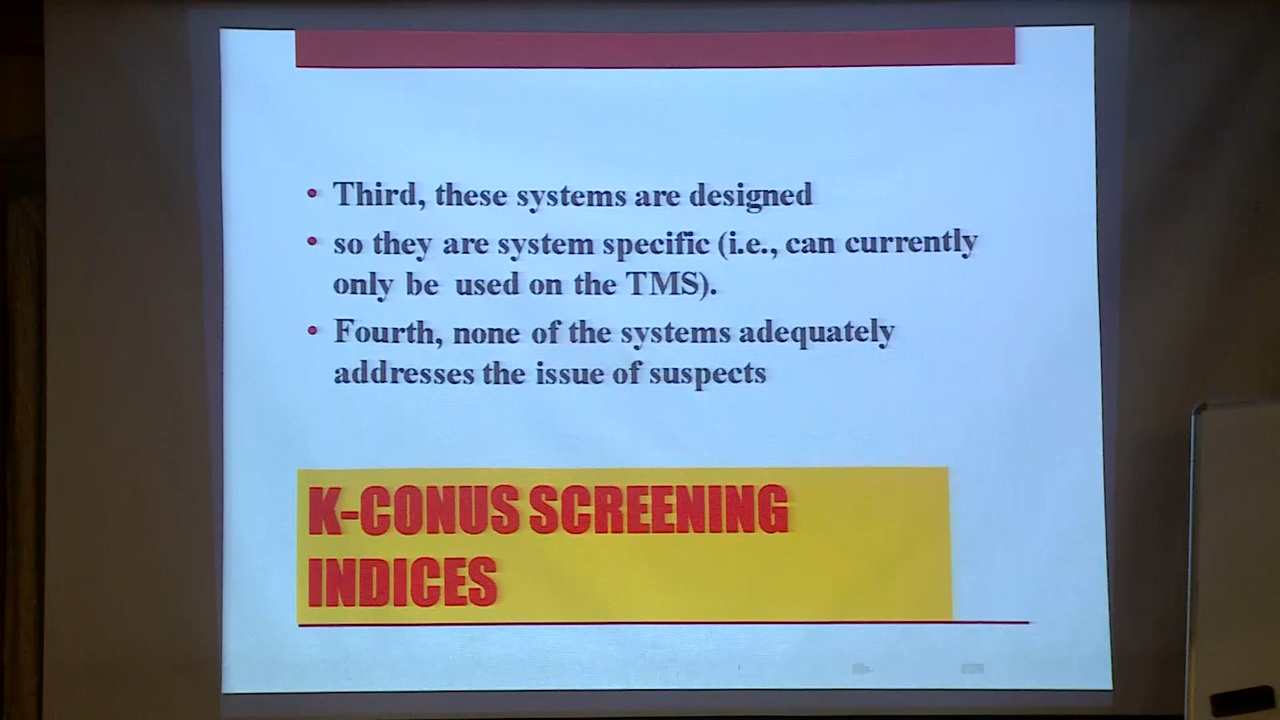 • Third, these systems are designed
• so they are system specific (i.e., can currently
only be used on the TMS).
• Fourth, none of the systems adequately
addresses the issue of suspects
K-CONUS SCREENING
INDICES